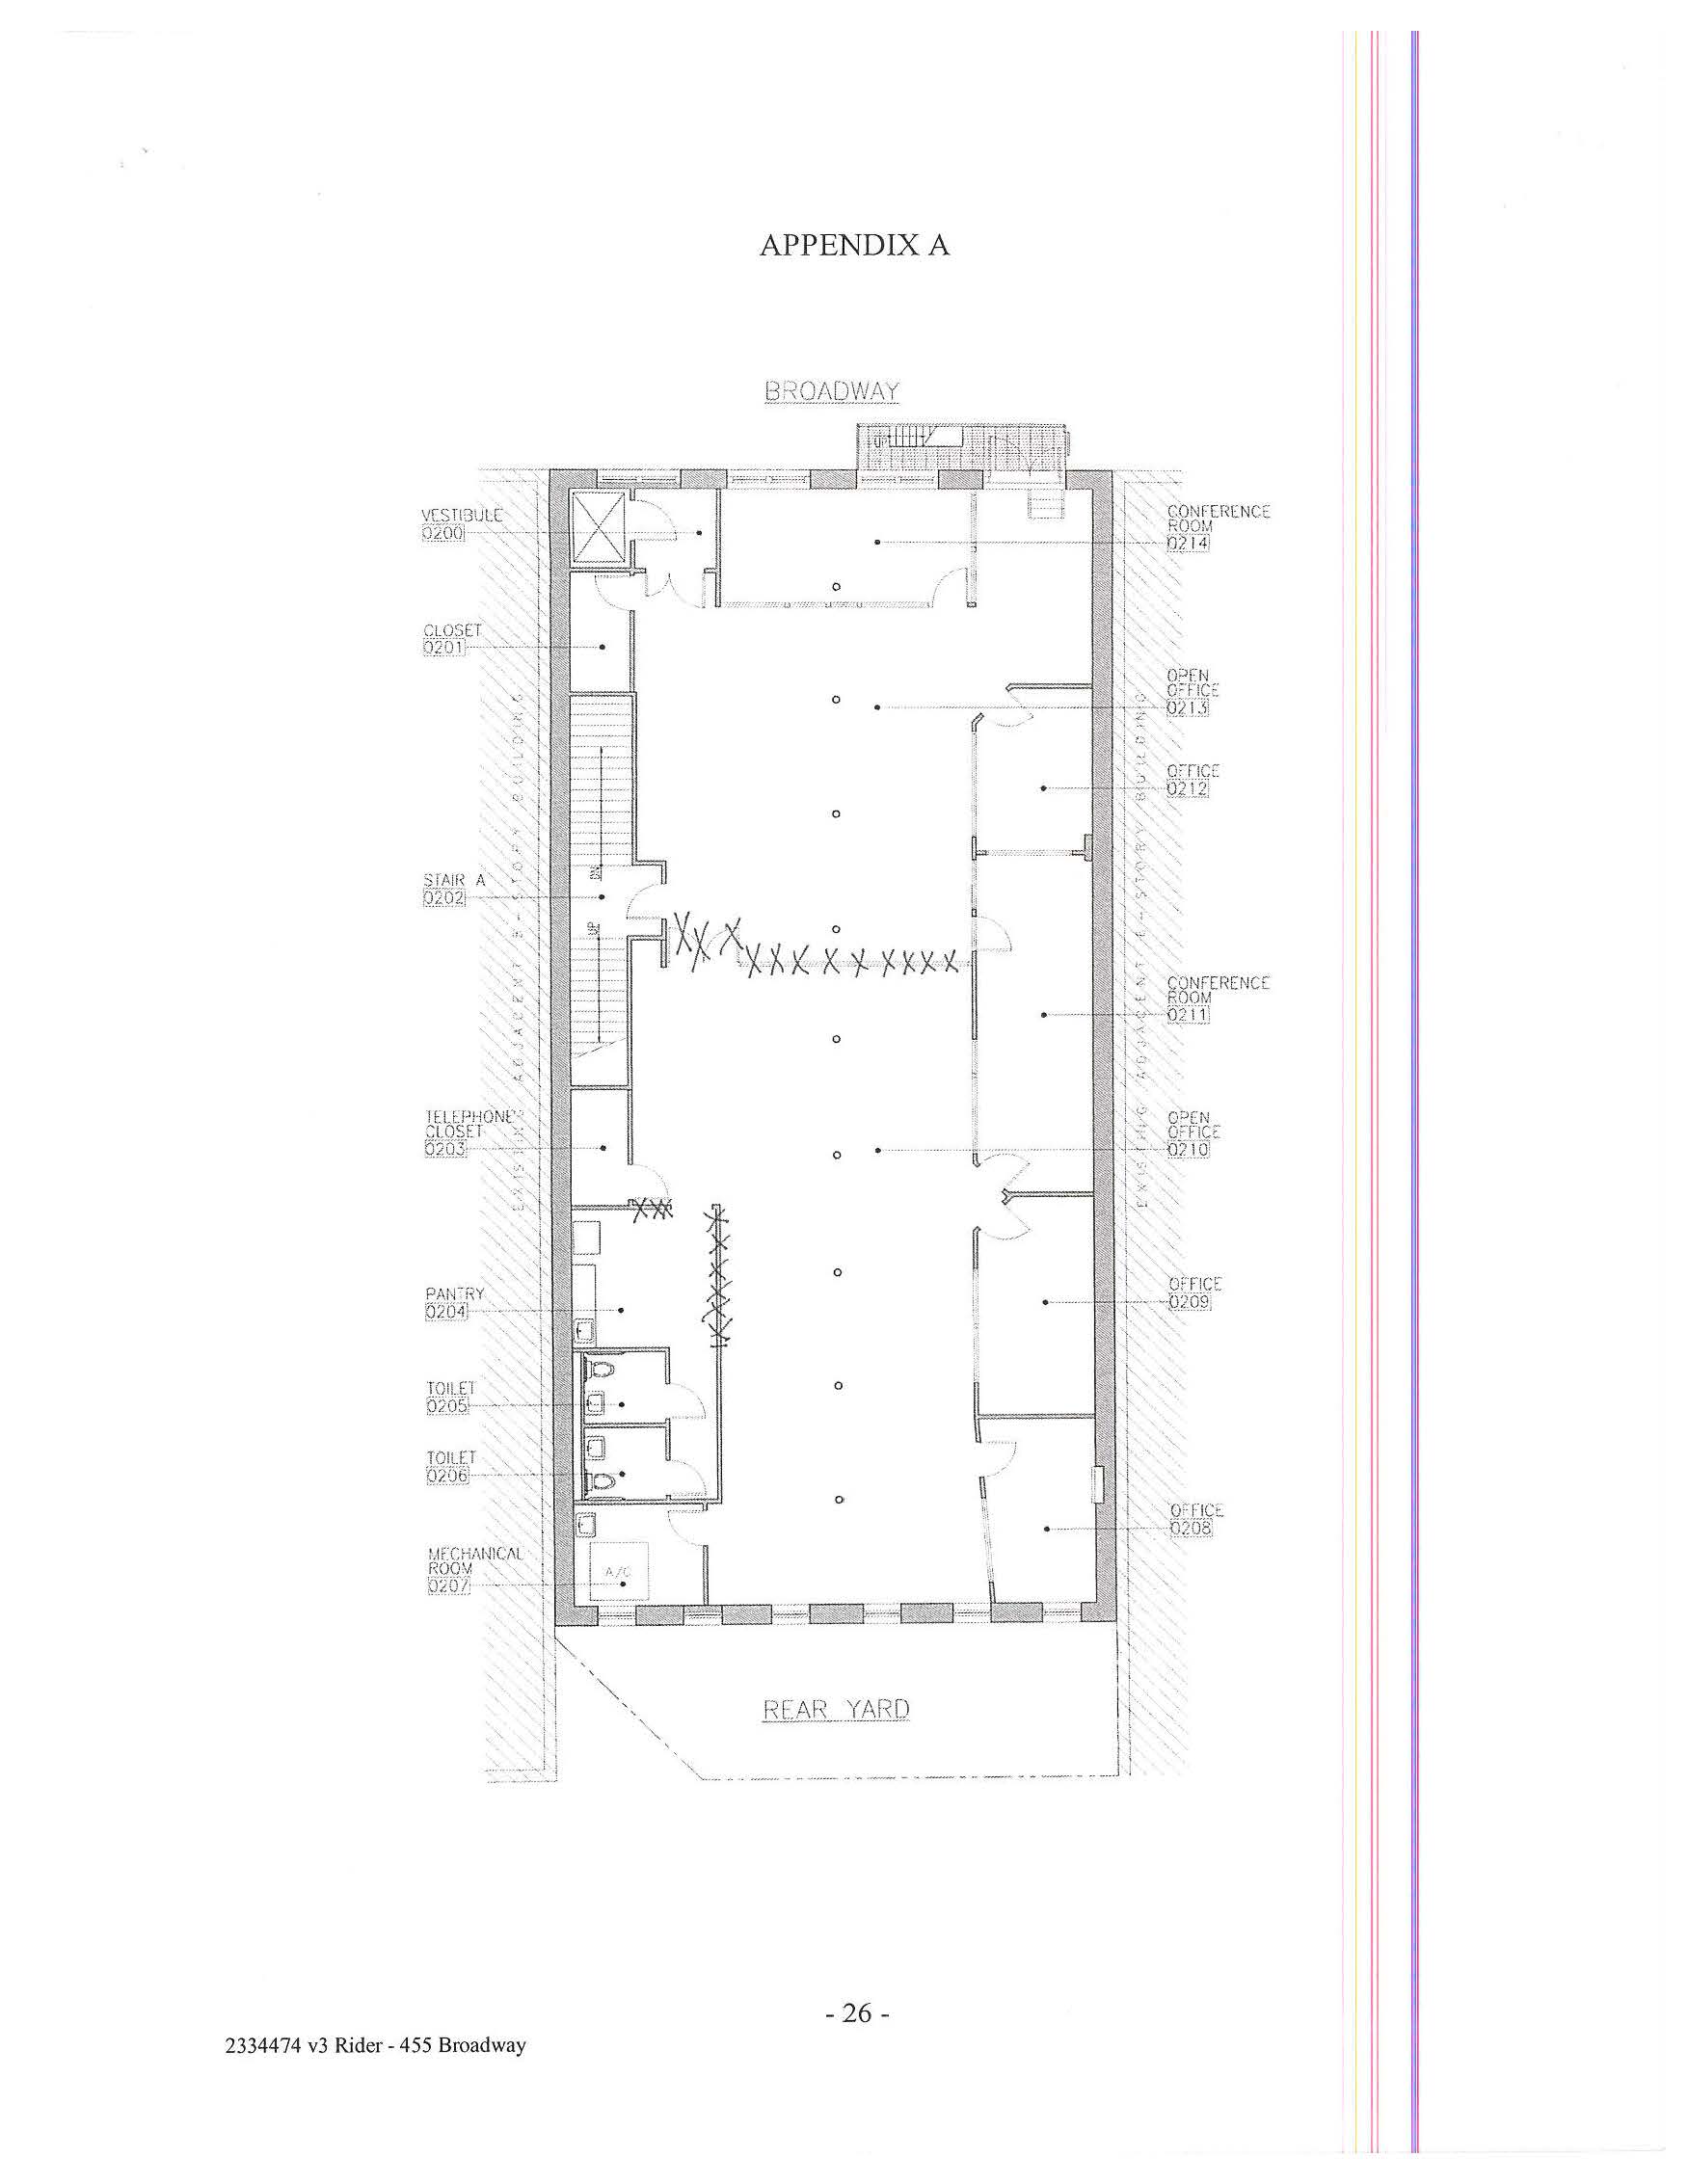 APPENDIX A
BROADWAY
UP
VESTIBULE
0200
CONFERENCE
ROOM
0214
CLOSET
0201
OPEN
OFFICE
0213
OFFICE
0212
STAIR A
0202
DN
UP
CONFERENCE
ROOM
0211
TELEPHONE
CLOSET
0203
OPEN
OFFICE
0210
PANTRY
0204
OFFICE
0209
TOILET
0205
TOILET
0206
OFFICE
0208
MECHANICAL
ROOM
0207
A/C
EXISTING ADJACENT STORY BUILDING
EXISTING ADJACENT STORY BUILDING
REAR YARD
- 26 -
2334474 v3 Rider - 455 Broadway